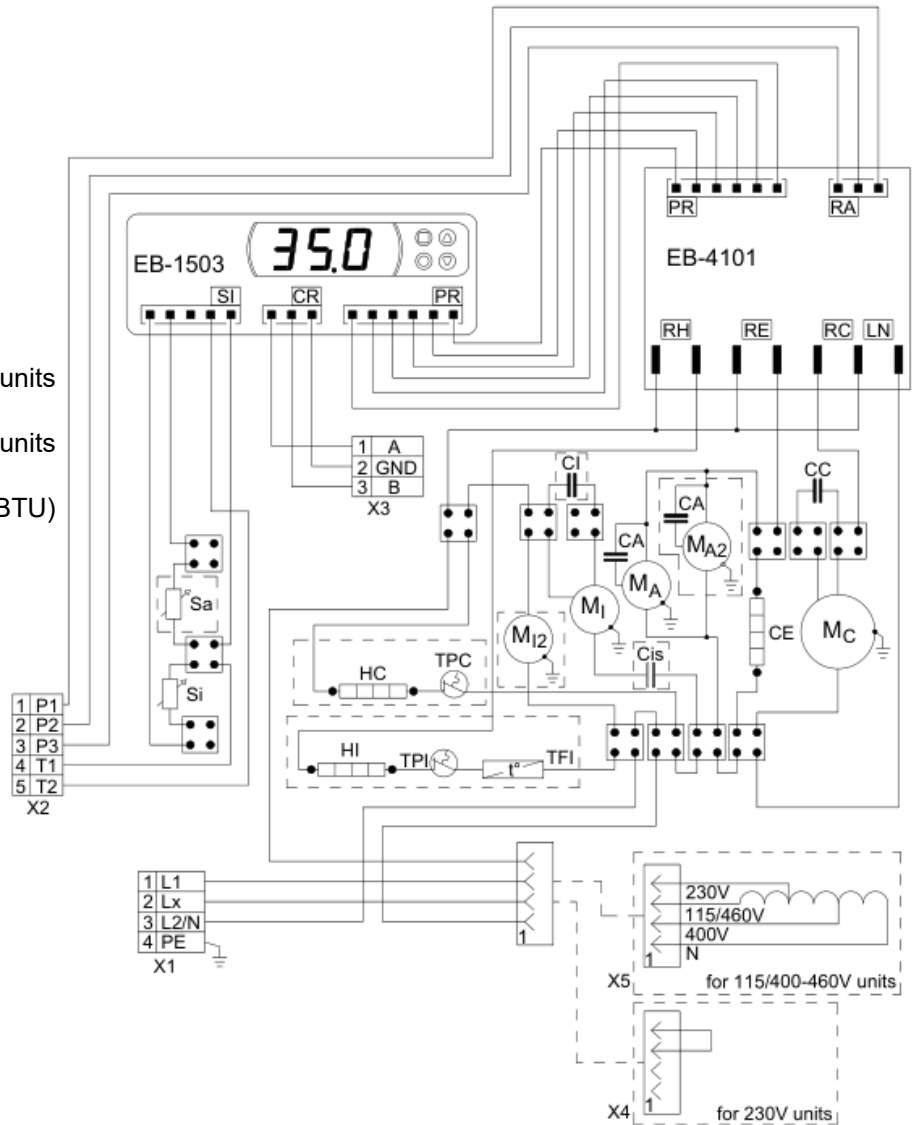 units
units
BTU)
EB-1503
35.0
SI
CR
PR
PR
RA
EB-4101
RH
RE
RC
LN
1 A
2 GND
3 B
X3
CI
CC
CA
CA
MA2
MA
MI
MI2
MC
CE
Cis
Sa
Si
HC
TPC
HI
TPI
t°
TFI
1 P1
2 P2
3 P3
4 T1
5 T2
X2
1 L1
2 Lx
3 L2/N
4 PE
X1
1
230V
115/460V
400V
N
1
X5
for 115/400-460V units
1
X4
for 230V units